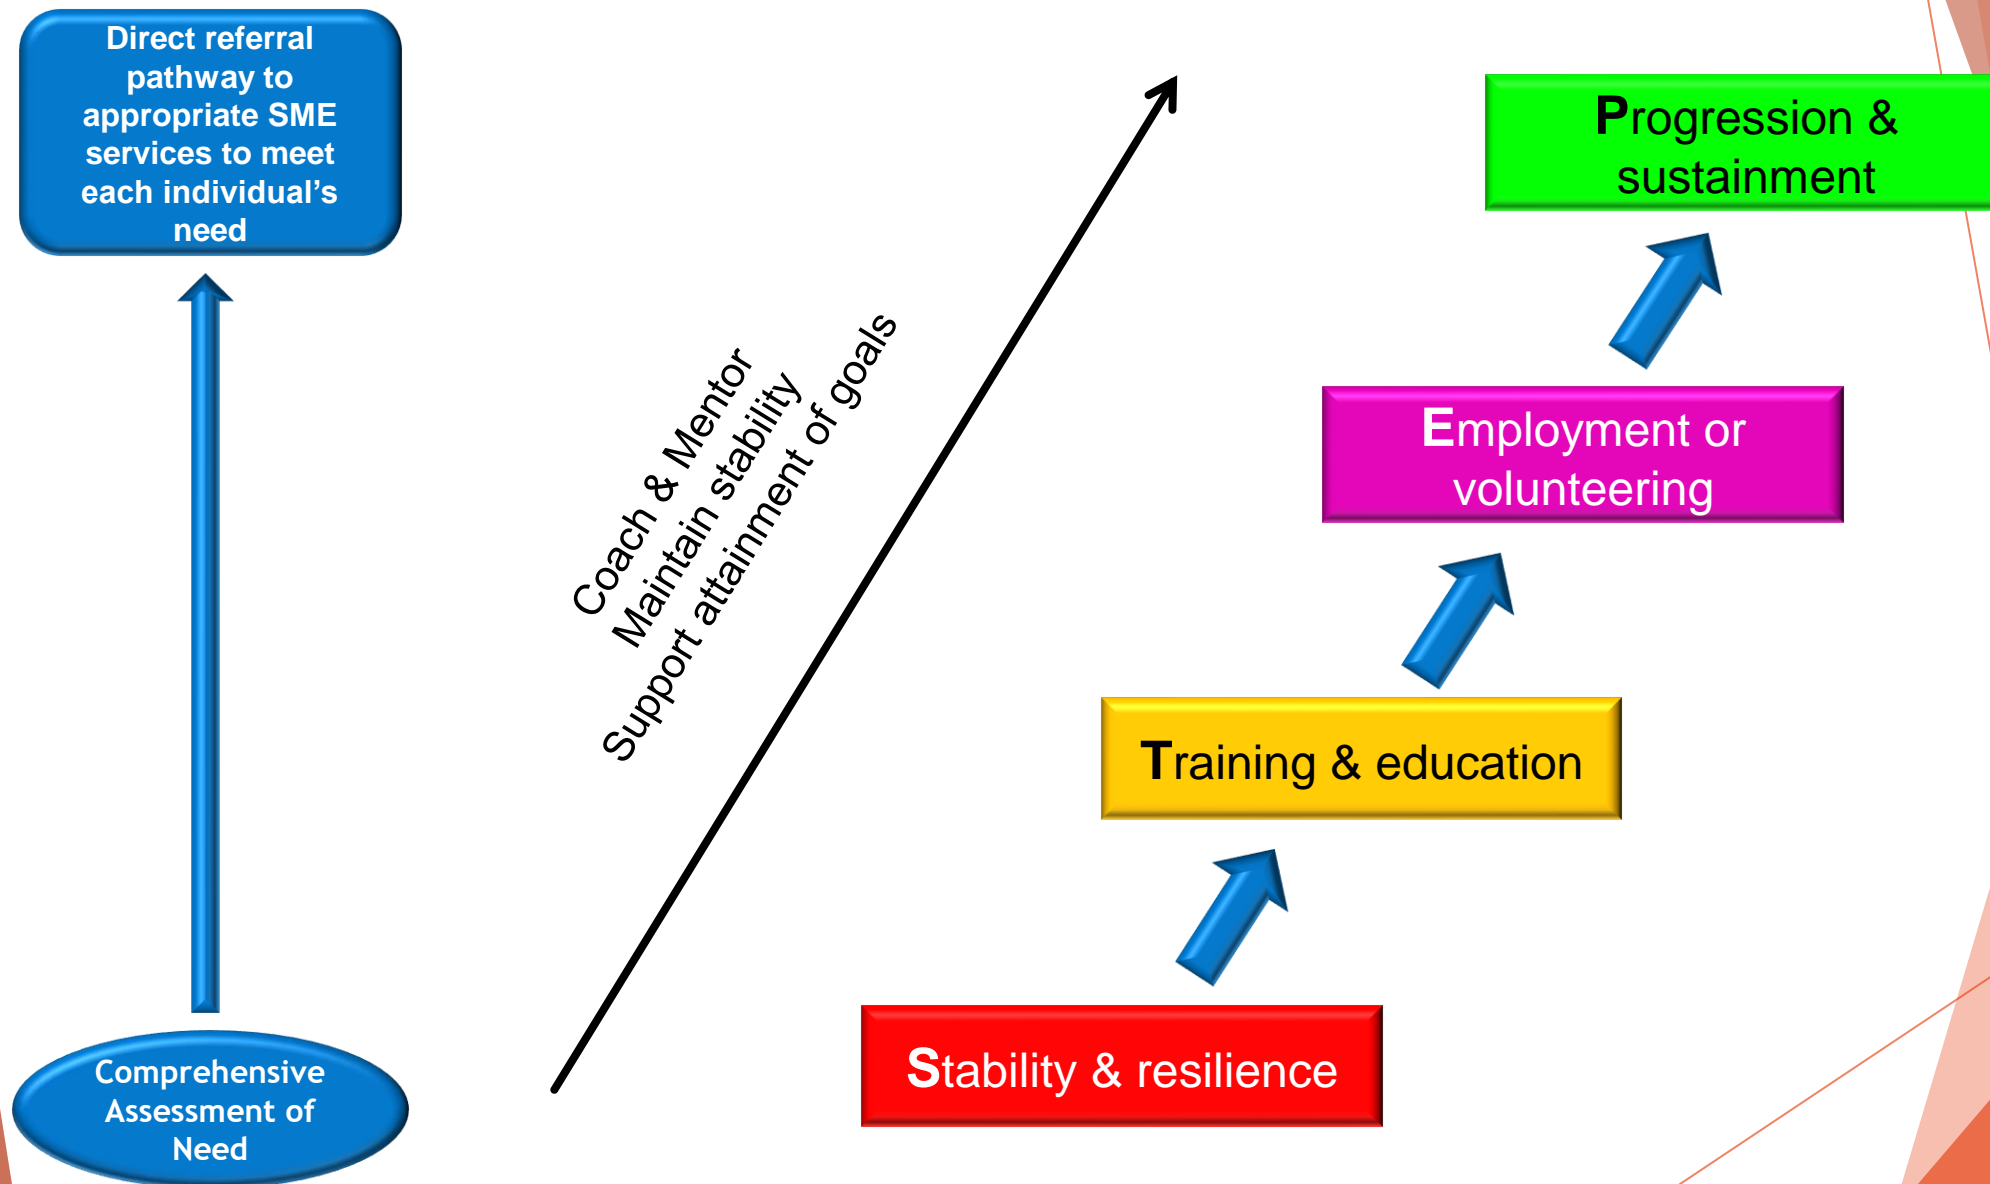 Direct referral
pathway to
appropriate SME
services to meet
each individual’s
need
Comprehensive
Assessment of
Need
Coach & Mentor
Maintain stability
Support attainment of goals
Progression &
sustainment
Employment or
volunteering
Training & education
Stability & resilience